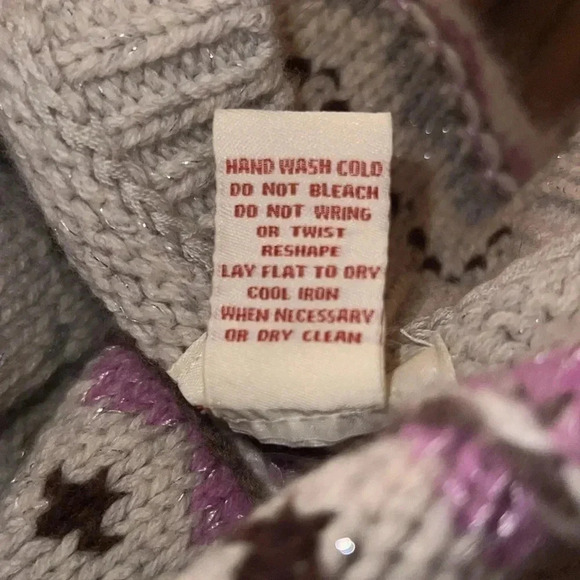 HAND WASH COLD
DO NOT BLEACH
DO NOT WRING
OR TWIST
RESHAPE
LAY FLAT TO DRY
COOL IRON
WHEN NECESSARY
OR DRY CLEAN